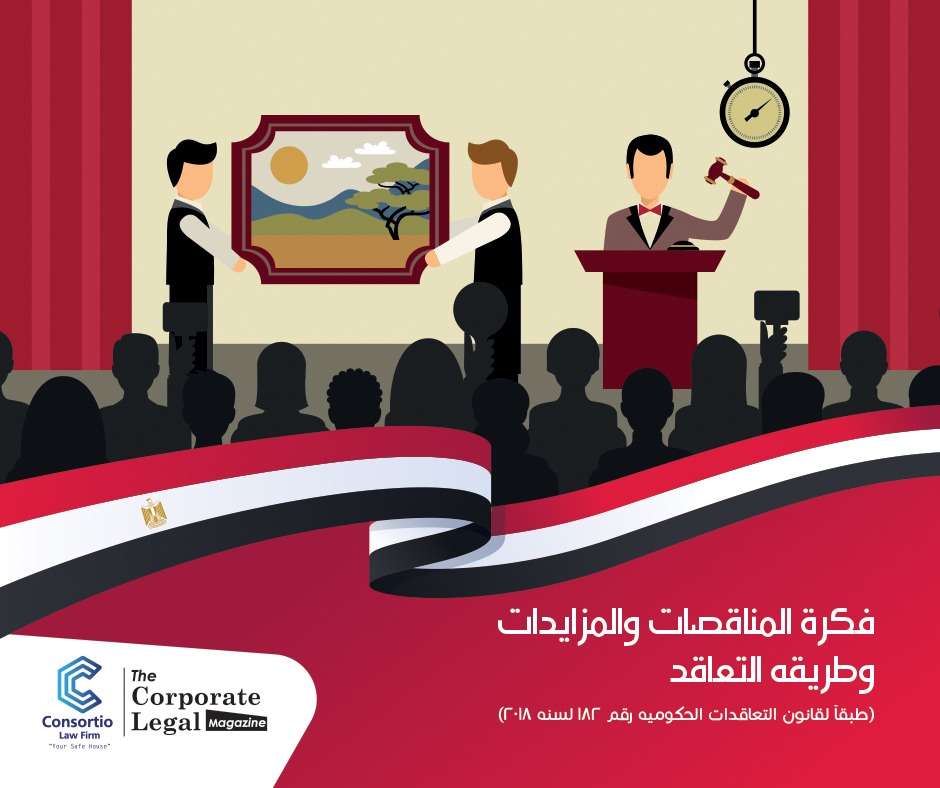 فكرة المناقصات والمزايدات
وطريقه التعاقد
(طبقاً لقانون التعاقدات الحكوميه رقم ١٨٢ لسنه ٢٠١٨)
Consortio
Law Firm
"Your Safe House"
The
Corporate
Legal Magazine